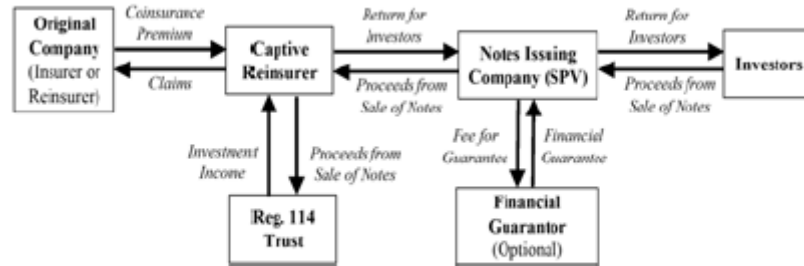 Original
Company
(Insurer or
Reinsurer)
Coinsurance
Premium
Claims
Captive
Reinsurer
Return for
Investors
Proceeds from
Sale of Notes
Notes Issuing
Company (SPV)
Return for
Investors
Proceeds from
Sale of Notes
Investors
Investment
Income
Proceeds from
Sale of Notes
Fee for
Guarantee
Financial
Guarantee
Reg. 114
Trust
Financial
Guarantor
(Optional)